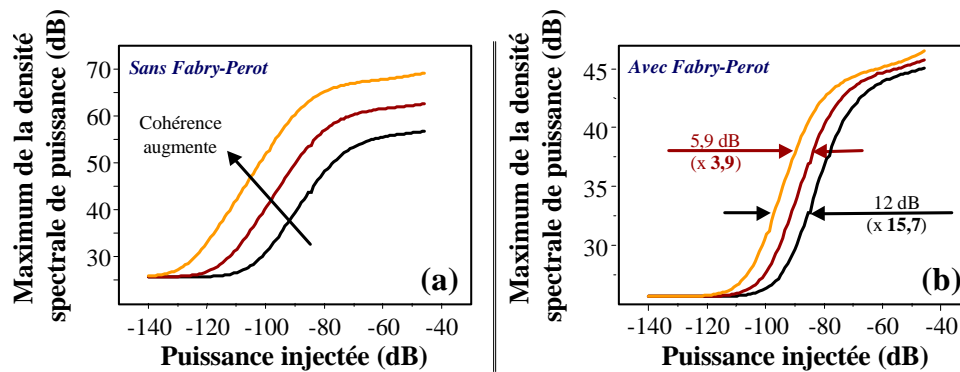 Maximum de la densité
spectrale de puissance (dB)
Sans Fabry-Perot
70
60
50
40
30
Cohérence
augmente
(a)
-140 -120 -100 -80 -60 -40
Puissance injectée (dB)
Maximum de la densité
spectrale de puissance (dB)
Avec Fabry-Perot
45
40
35
30
5,9 dB
(x 3,9)
12 dB
(x 15,7)
(b)
-140 -120 -100 -80 -60 -40
Puissance injectée (dB)